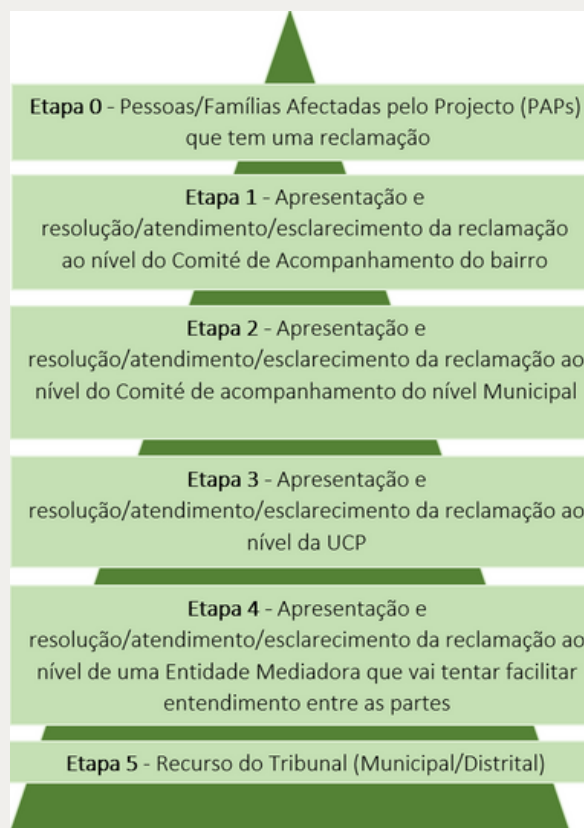 Etapa 0 - Pessoas/Famílias Afectadas pelo Projecto (PAPs)
que tem uma reclamação
Etapa 1 - Apresentação e
resolução/atendimento/esclarecimento da reclamação
ao nível do Comité de Acompanhamento do bairro
Etapa 2 - Apresentação e
resolução/atendimento/esclarecimento da reclamação ao
nível do Comité de acompanhamento do nível Municipal
Etapa 3 - Apresentação e
resolução/atendimento/esclarecimento da reclamação ao
nível da UCP
Etapa 4 - Apresentação e
resolução/atendimento/esclarecimento da reclamação ao
nível de uma Entidade Mediadora que vai tentar facilitar
entendimento entre as partes
Etapa 5 - Recurso do Tribunal (Municipal/Distrital)